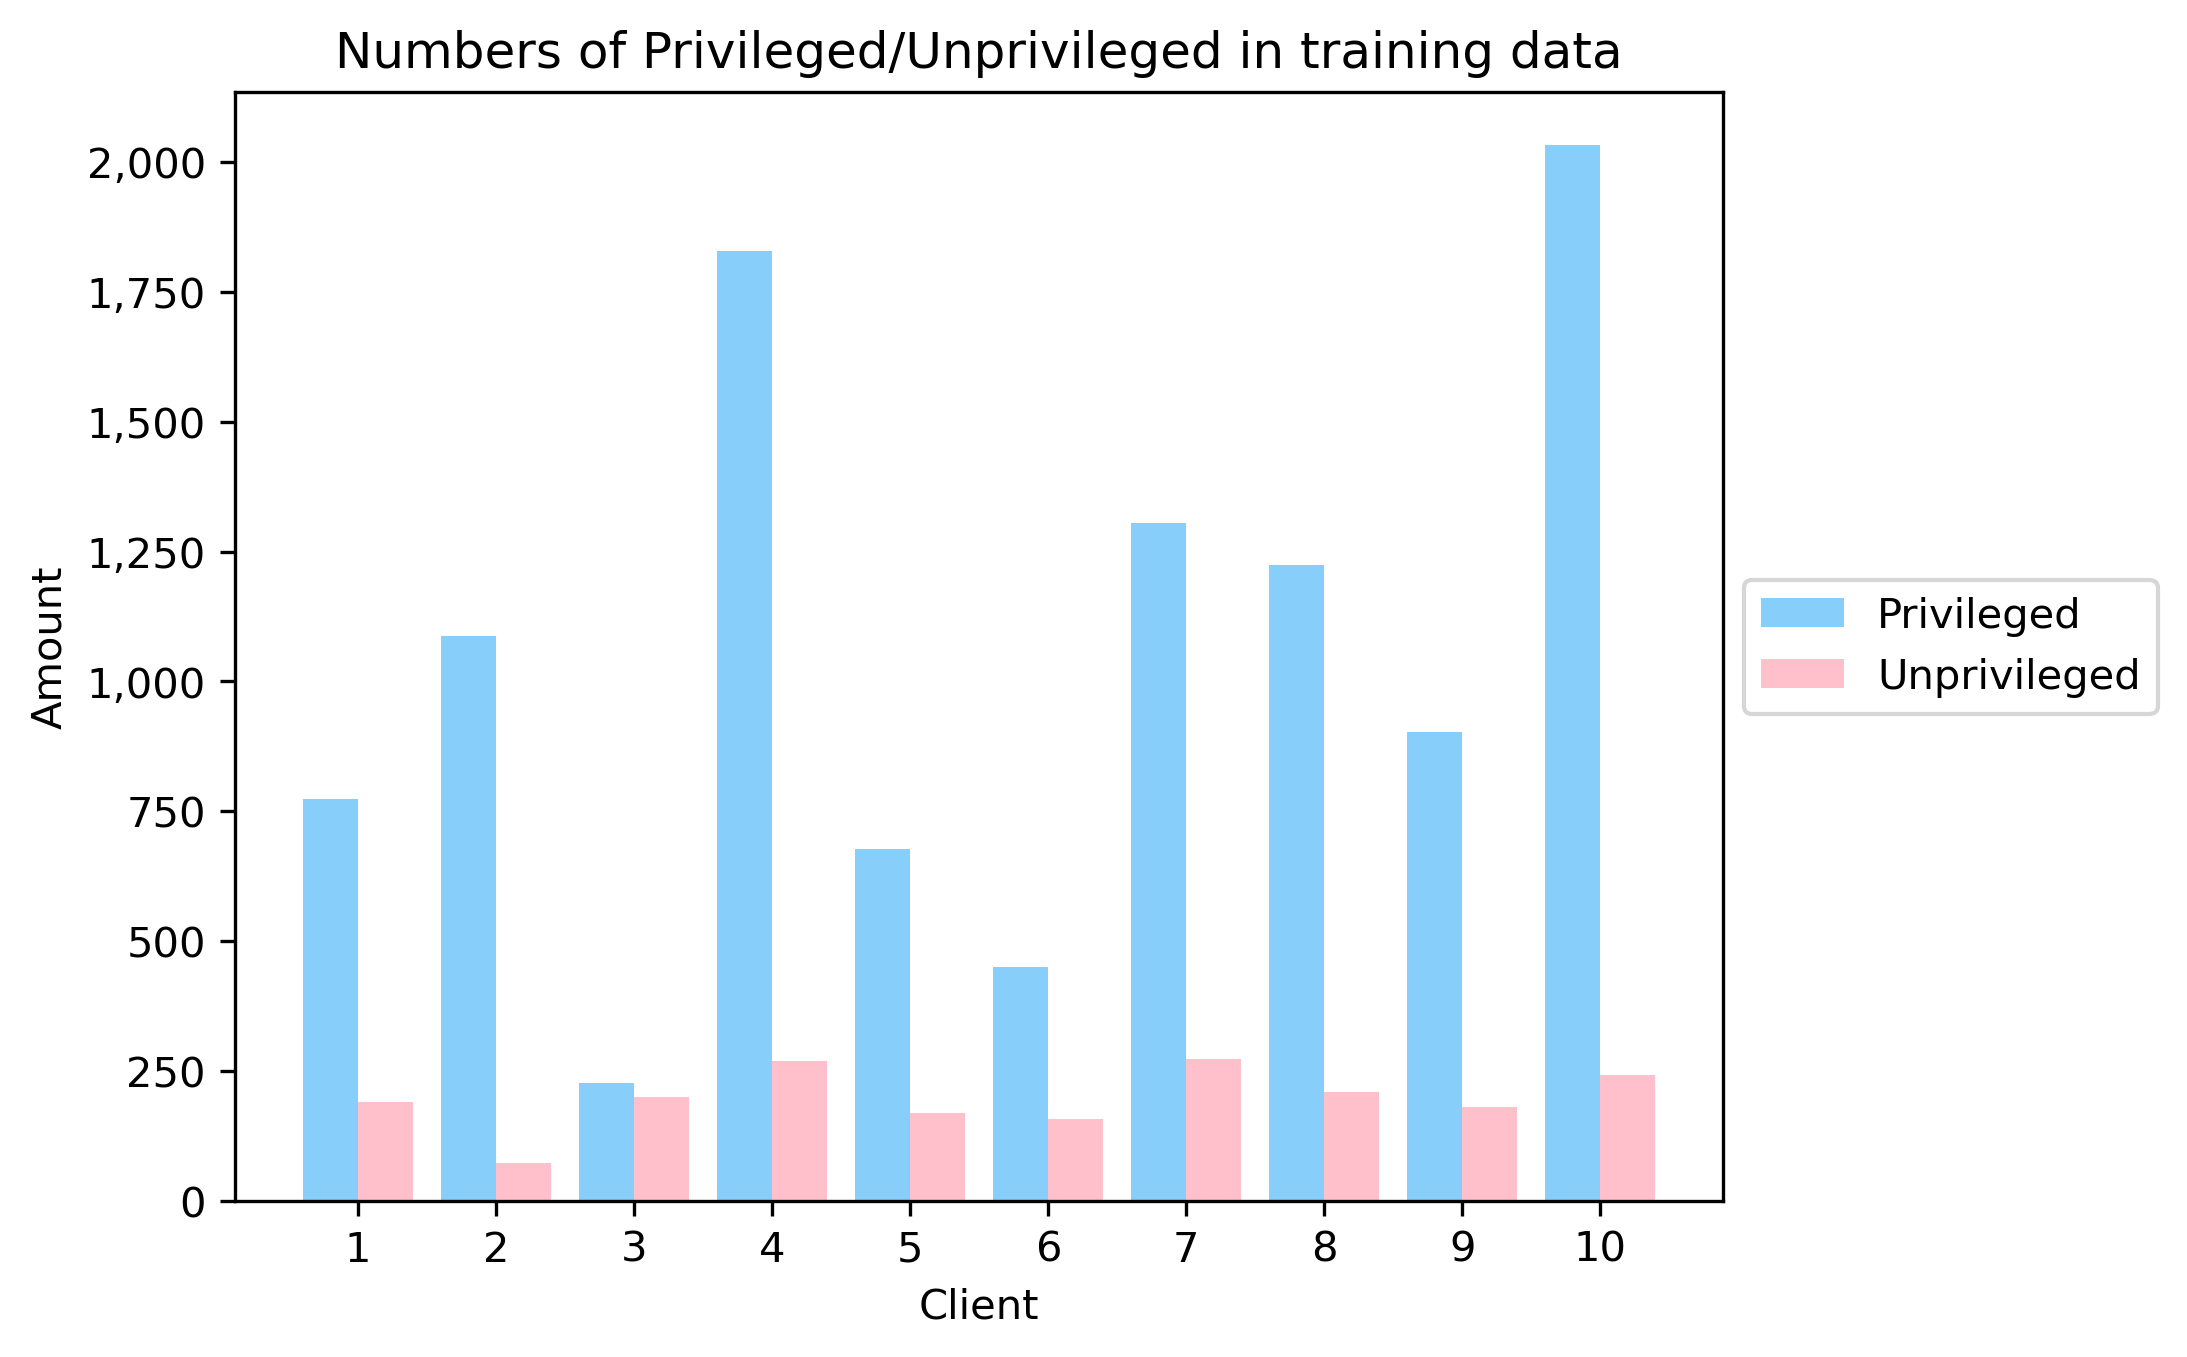 Numbers of Privileged/Unprivileged in training data
2,000
1,750
1,500
1,250
1,000
750
500
250
0
Amount
1 2 3 4 5 6 7 8 9 10
Client
Privileged
Unprivileged